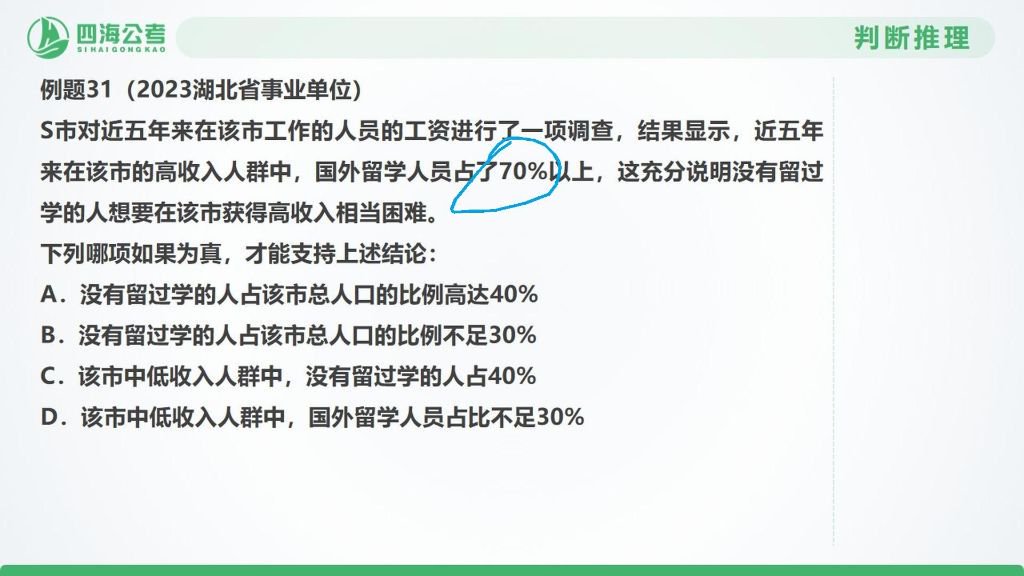 四海公考
SIHAIGONGKAO
判断推理
例题31（2023湖北省事业单位）
S市对近五年来在该市工作的人员的工资进行了一项调查，结果显示，近五年
来在该市的高收入人群中，国外留学人员占了70%以上，这充分说明没有留过
学的人想要在该市获得高收入相当困难。
下列哪项如果为真，才能支持上述结论：
A．没有留过学的人占该市总人口的比例高达40%
B．没有留过学的人占该市总人口的比例不足30%
C．该市中低收入人群中，没有留过学的人占40%
D．该市中低收入人群中，国外留学人员占比不足30%